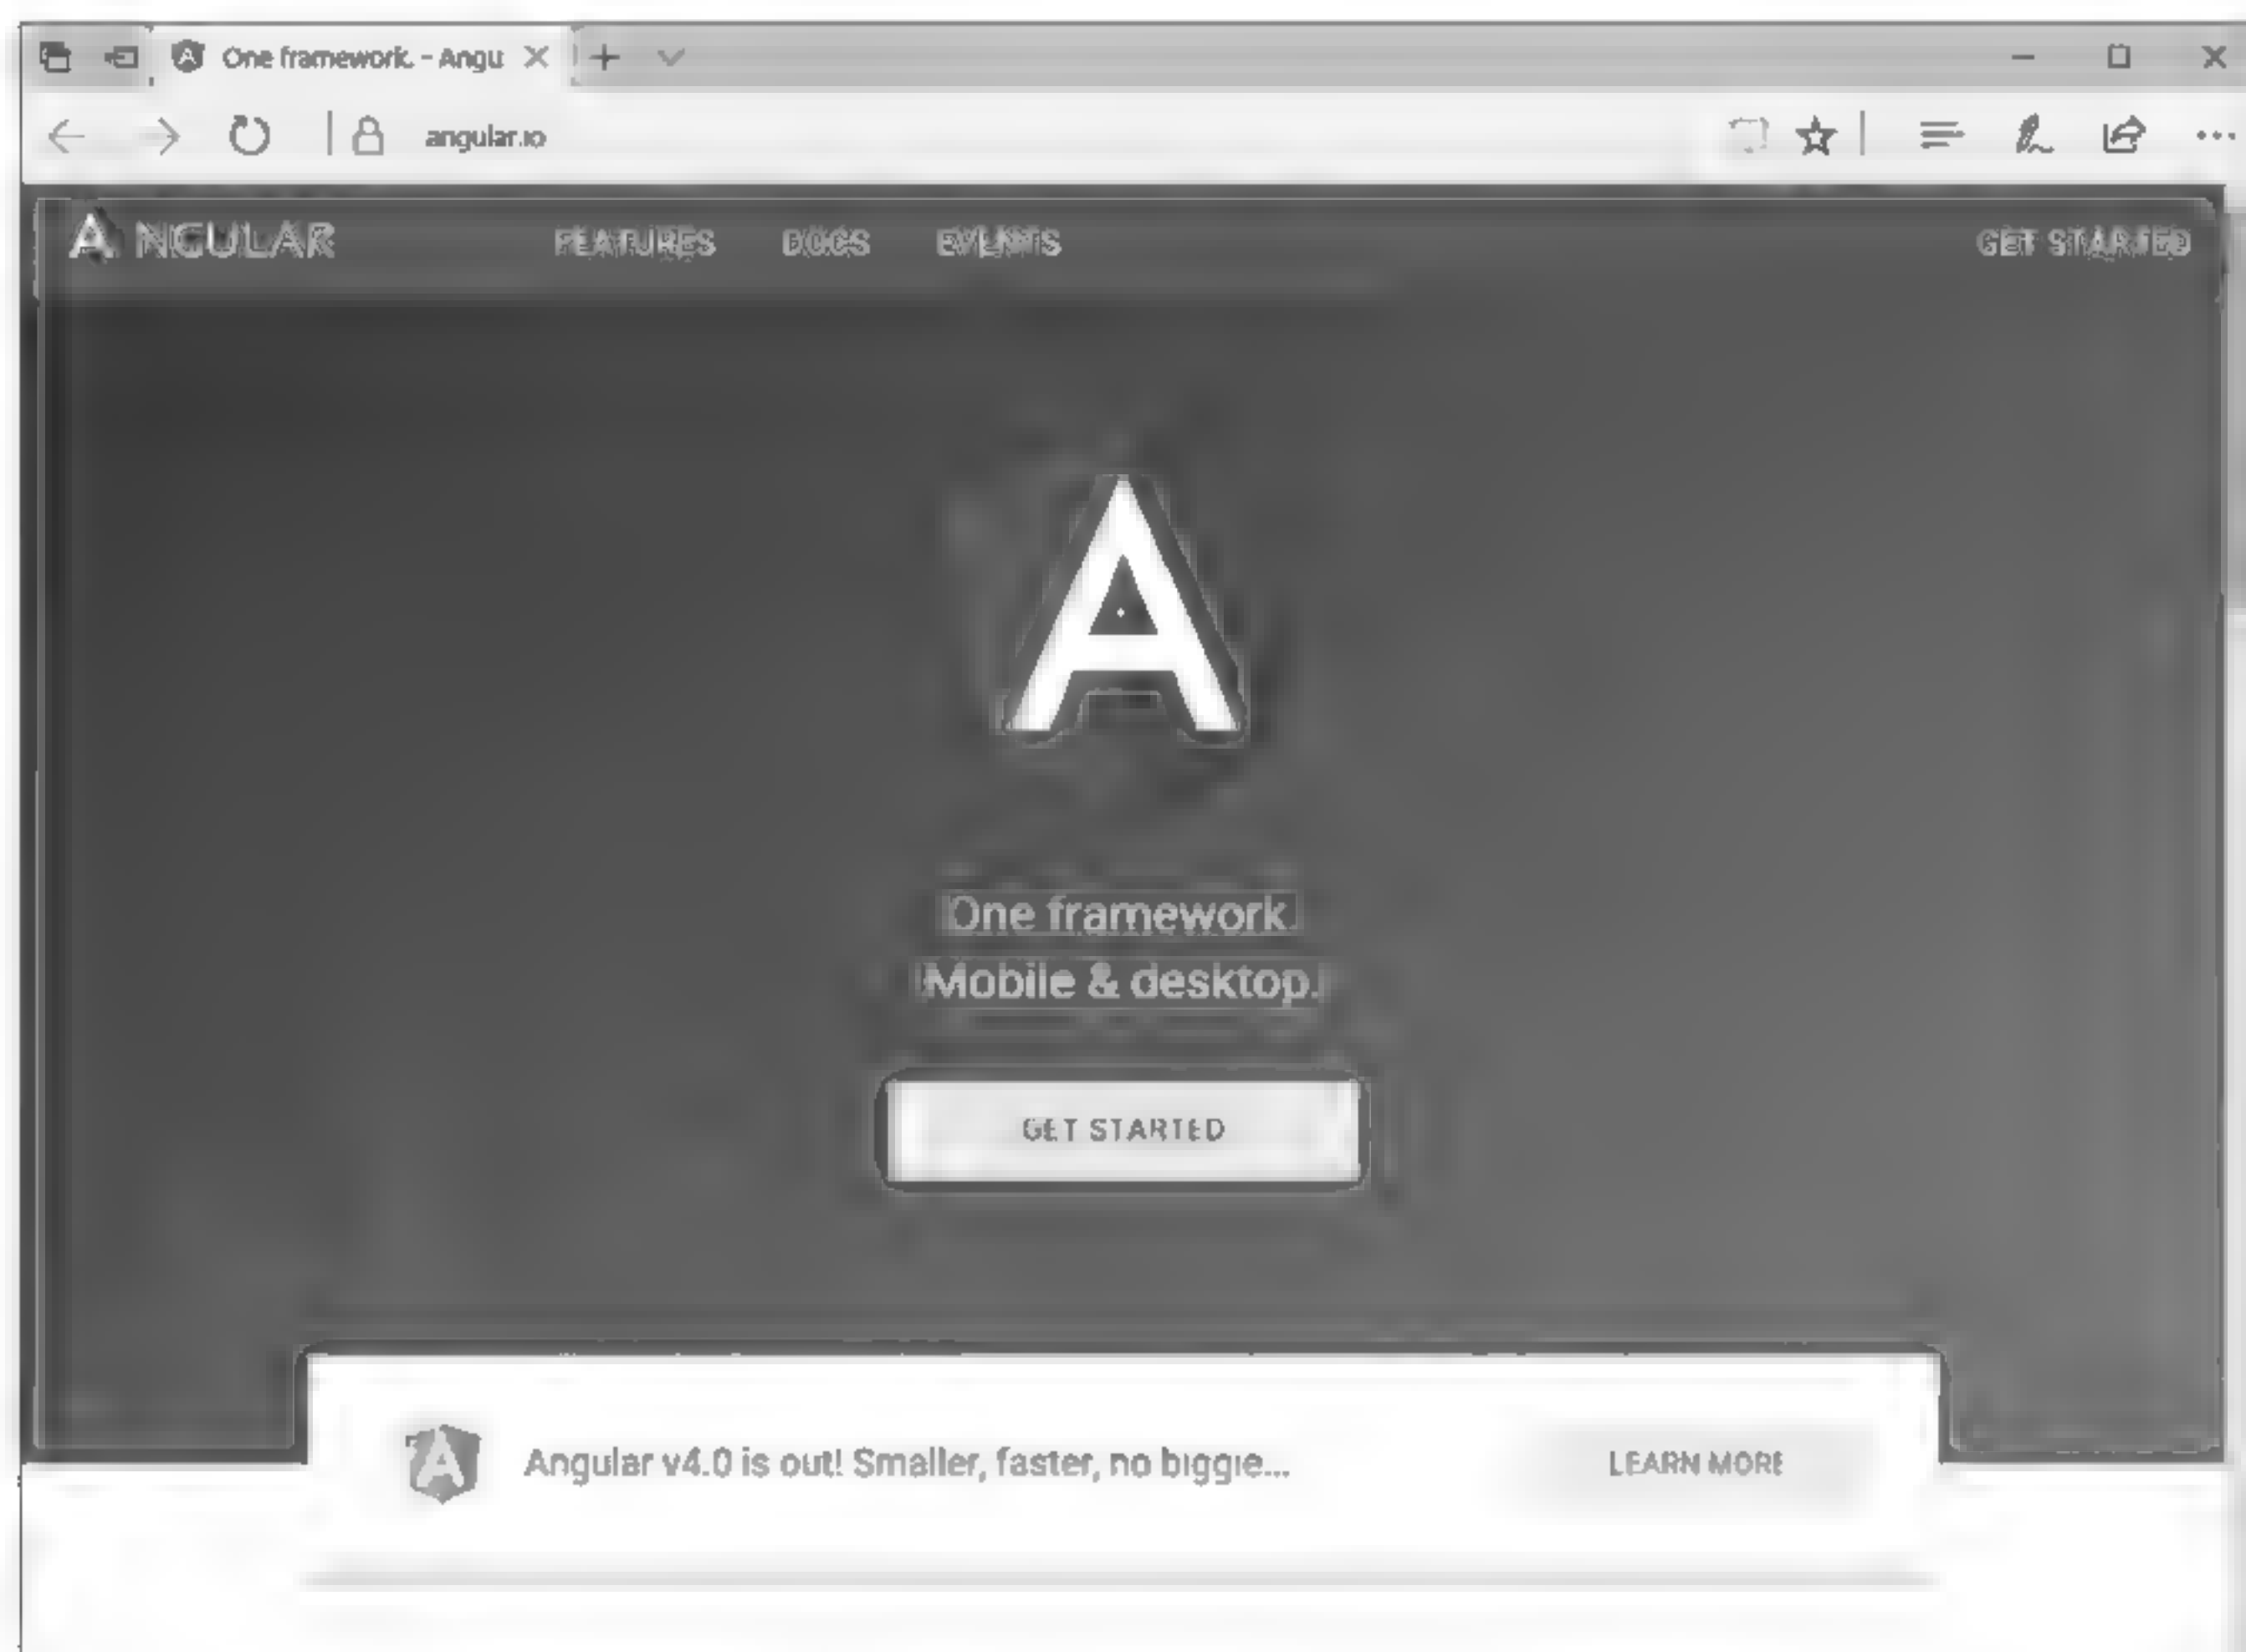 One framework. - Angu
angular.io
ANGULAR FEATURES DOCS EVENTS GET STARTED
A
One framework.
Mobile & desktop.
GET STARTED
Angular v4.0 is out! Smaller, faster, no biggie... LEARN MORE